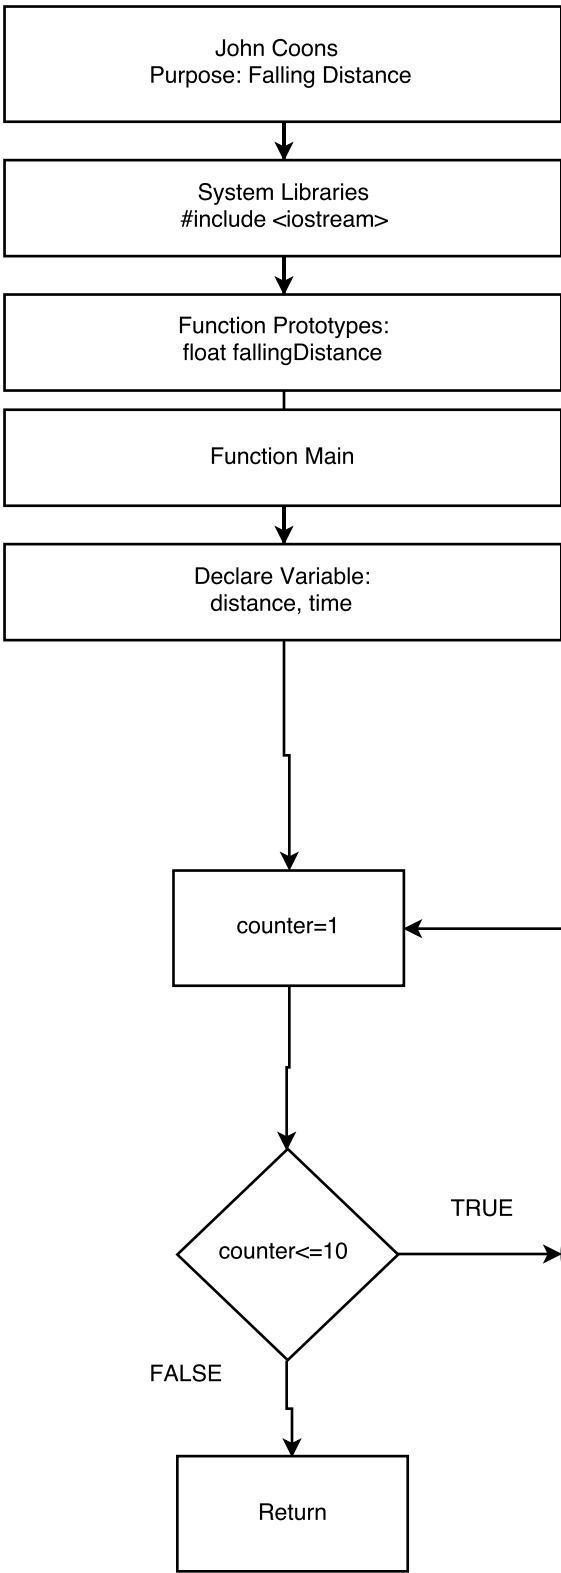 John Coons
Purpose: Falling Distance
System Libraries
#include <iostream>
Function Prototypes:
float fallingDistance
Function Main
Declare Variable:
distance, time
counter=1
TRUE
counter<=10
FALSE
Return